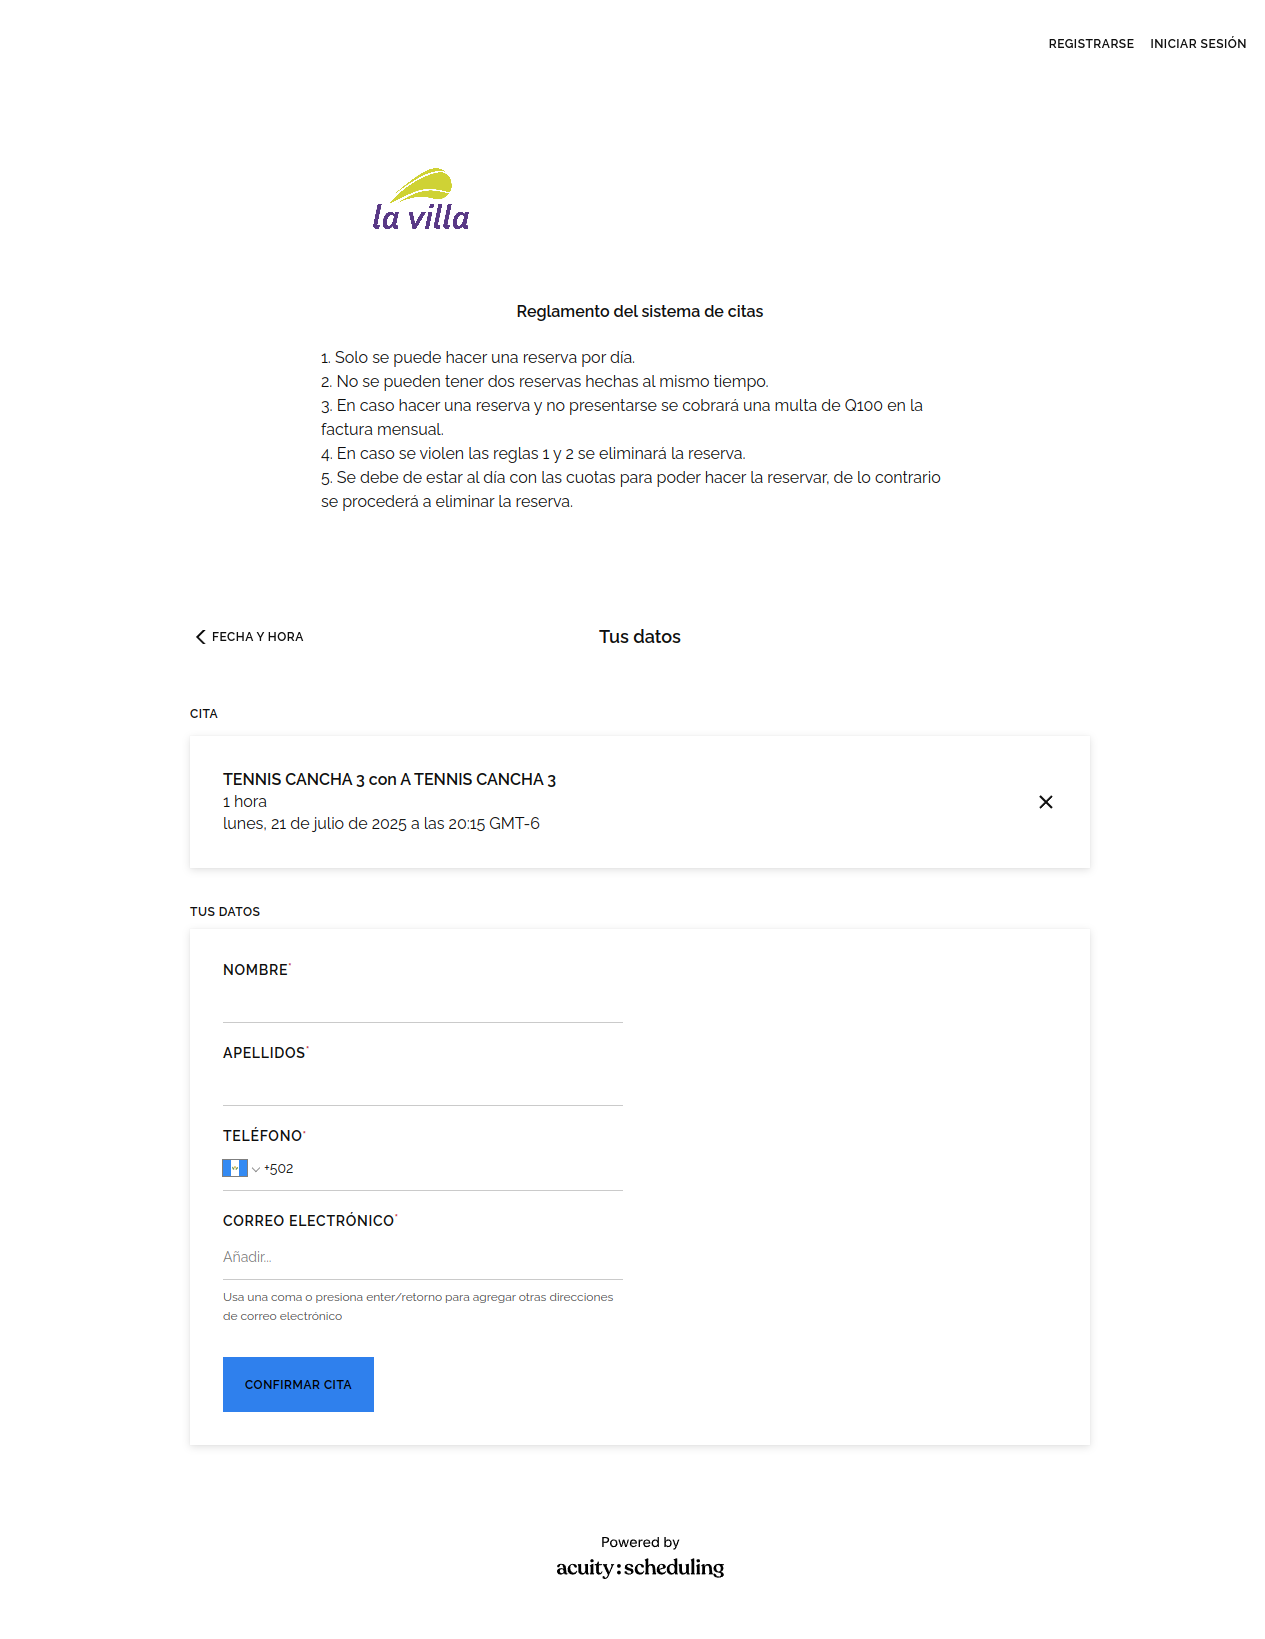 REGISTRARSE INICIAR SESIÓN
la villa
Reglamento del sistema de citas
1. Solo se puede hacer una reserva por día.
2. No se pueden tener dos reservas hechas al mismo tiempo.
3. En caso hacer una reserva y no presentarse se cobrará una multa de Q100 en la
factura mensual.
4. En caso se violen las reglas 1 y 2 se eliminará la reserva.
5. Se debe de estar al día con las cuotas para poder hacer la reservar, de lo contrario
se procederá a eliminar la reserva.
FECHA Y HORA
Tus datos
CITA
TENNIS CANCHA 3 con A TENNIS CANCHA 3
1 hora
lunes, 21 de julio de 2025 a las 20:15 GMT-6
TUS DATOS
NOMBRE*
APELLIDOS*
TELÉFONO*
+502
CORREO ELECTRÓNICO*
Añadir...
Usa una coma o presiona enter/retorno para agregar otras direcciones
de correo electrónico
CONFIRMAR CITA
Powered by
acuity:scheduling